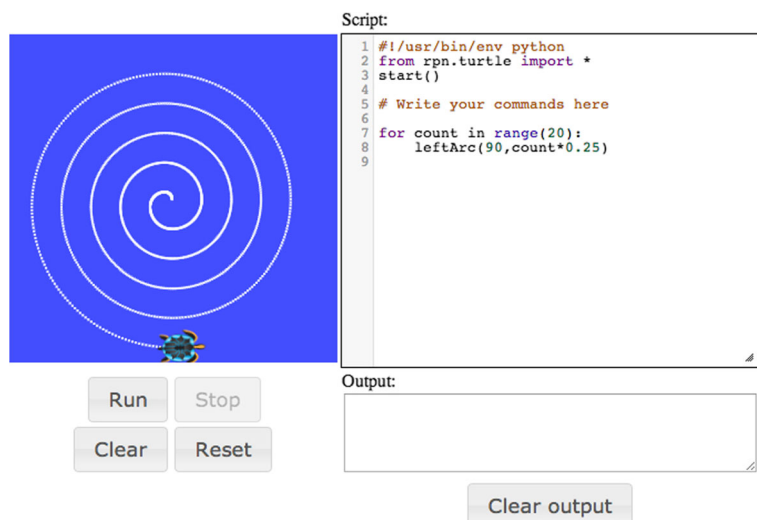 Script:
1 #!/usr/bin/env python
2 from rpn.turtle import *
3 start()
4
5 # Write your commands here
6
7 for count in range(20):
8     leftArc(90,count*0.25)
9
Run
Stop
Clear
Reset
Output:
Clear output